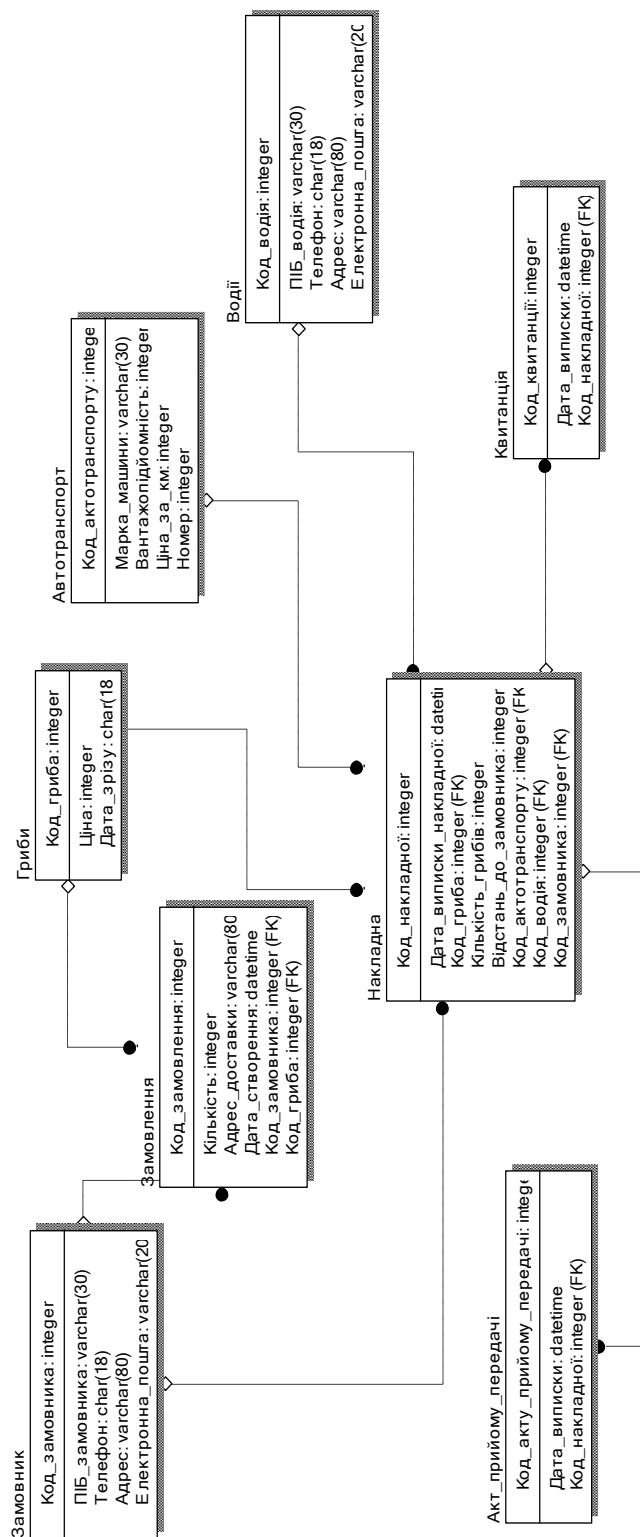 Замовник
Код_замовника: integer
ПІБ_замовника: varchar(30)
Телефон: char(18)
Адрес: varchar(80)
Електронна_пошта: varchar(20
Замовлення
Код_замовлення: integer
Кількість: integer
Адрес_доставки: varchar(80
Дата_створення: datetime
Код_замовника: integer (FK)
Код_гриба: integer (FK)
Гриби
Код_гриба: integer
Ціна: integer
Дата_зрізу: char(18
Автотранспорт
Код_актотранспорту: intege
Марка_машини: varchar(30)
Вантажопідйомність: integer
Ціна_за_км: integer
Номер: integer
Водії
Код_водія: integer
ПІБ_водія: varchar(30)
Телефон: char(18)
Адрес: varchar(80)
Електронна_пошта: varchar(20
Акт_прийому_передачі
Код_акту_прийому_передачі: intege
Дата_виписки: datetime
Код_накладної: integer (FK)
Накладна
Код_накладної: integer
Дата_виписки_накладної: datetii
Код_гриба: integer (FK)
Кількість_грибів: integer
Відстань_до_замовника: integer
Код_актотранспорту: integer (FK
Код_водія: integer (FK)
Код_замовника: integer (FK)
Квитанція
Код_квитанції: integer
Дата_виписки: datetime
Код_накладної: integer (FK)